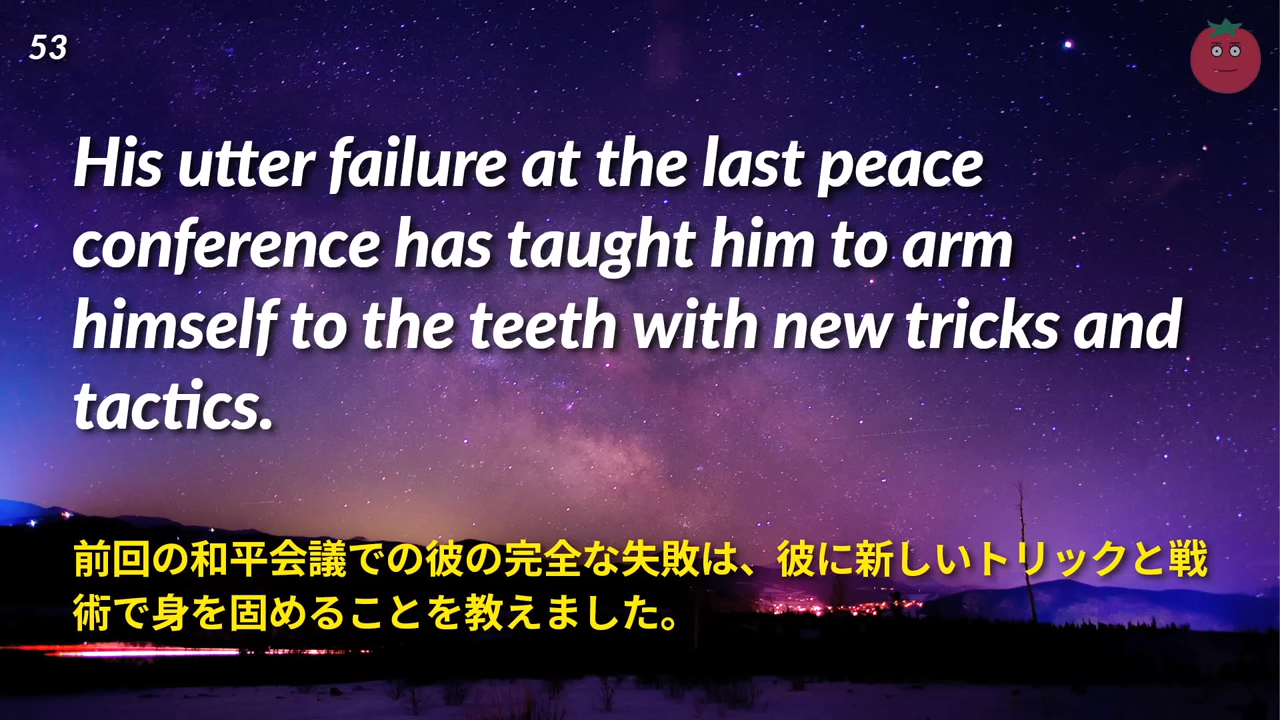 53
His utter failure at the last peace
conference has taught him to arm
himself to the teeth with new tricks and
tactics.
前回の和平会議での彼の完全な失敗は、彼に新しいトリックと戦
術で身を固めることを教えました。